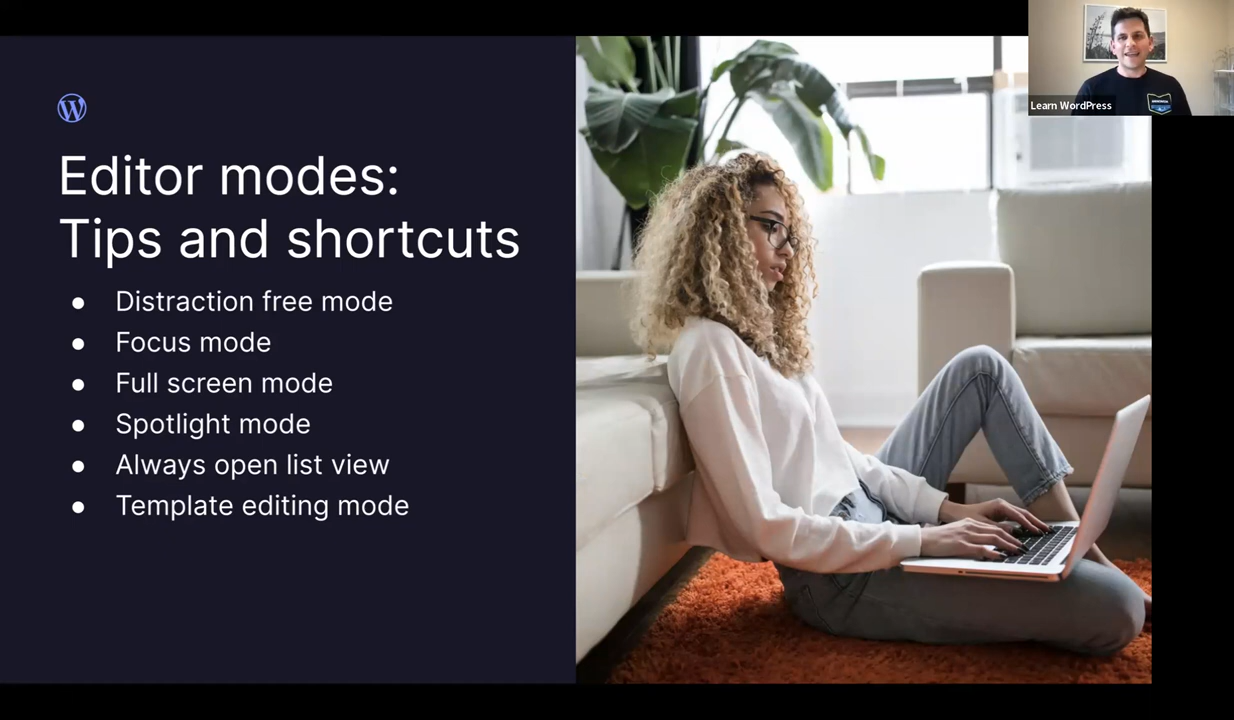 Editor modes:
Tips and shortcuts
● Distraction free mode
● Focus mode
● Full screen mode
● Spotlight mode
● Always open list view
● Template editing mode
Learn WordPress